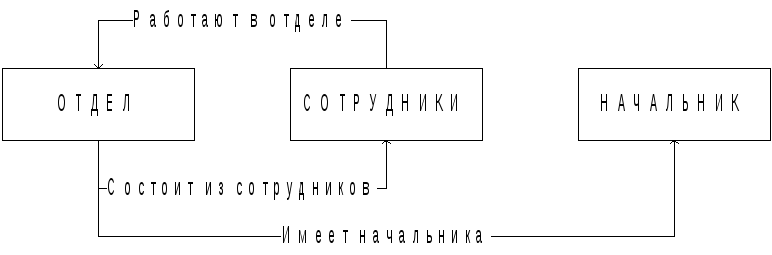 Работают в отделе
ОТДЕЛ
СОТРУДНИКИ
НАЧАЛЬНИК
Состоит из сотрудников
Имеет начальника